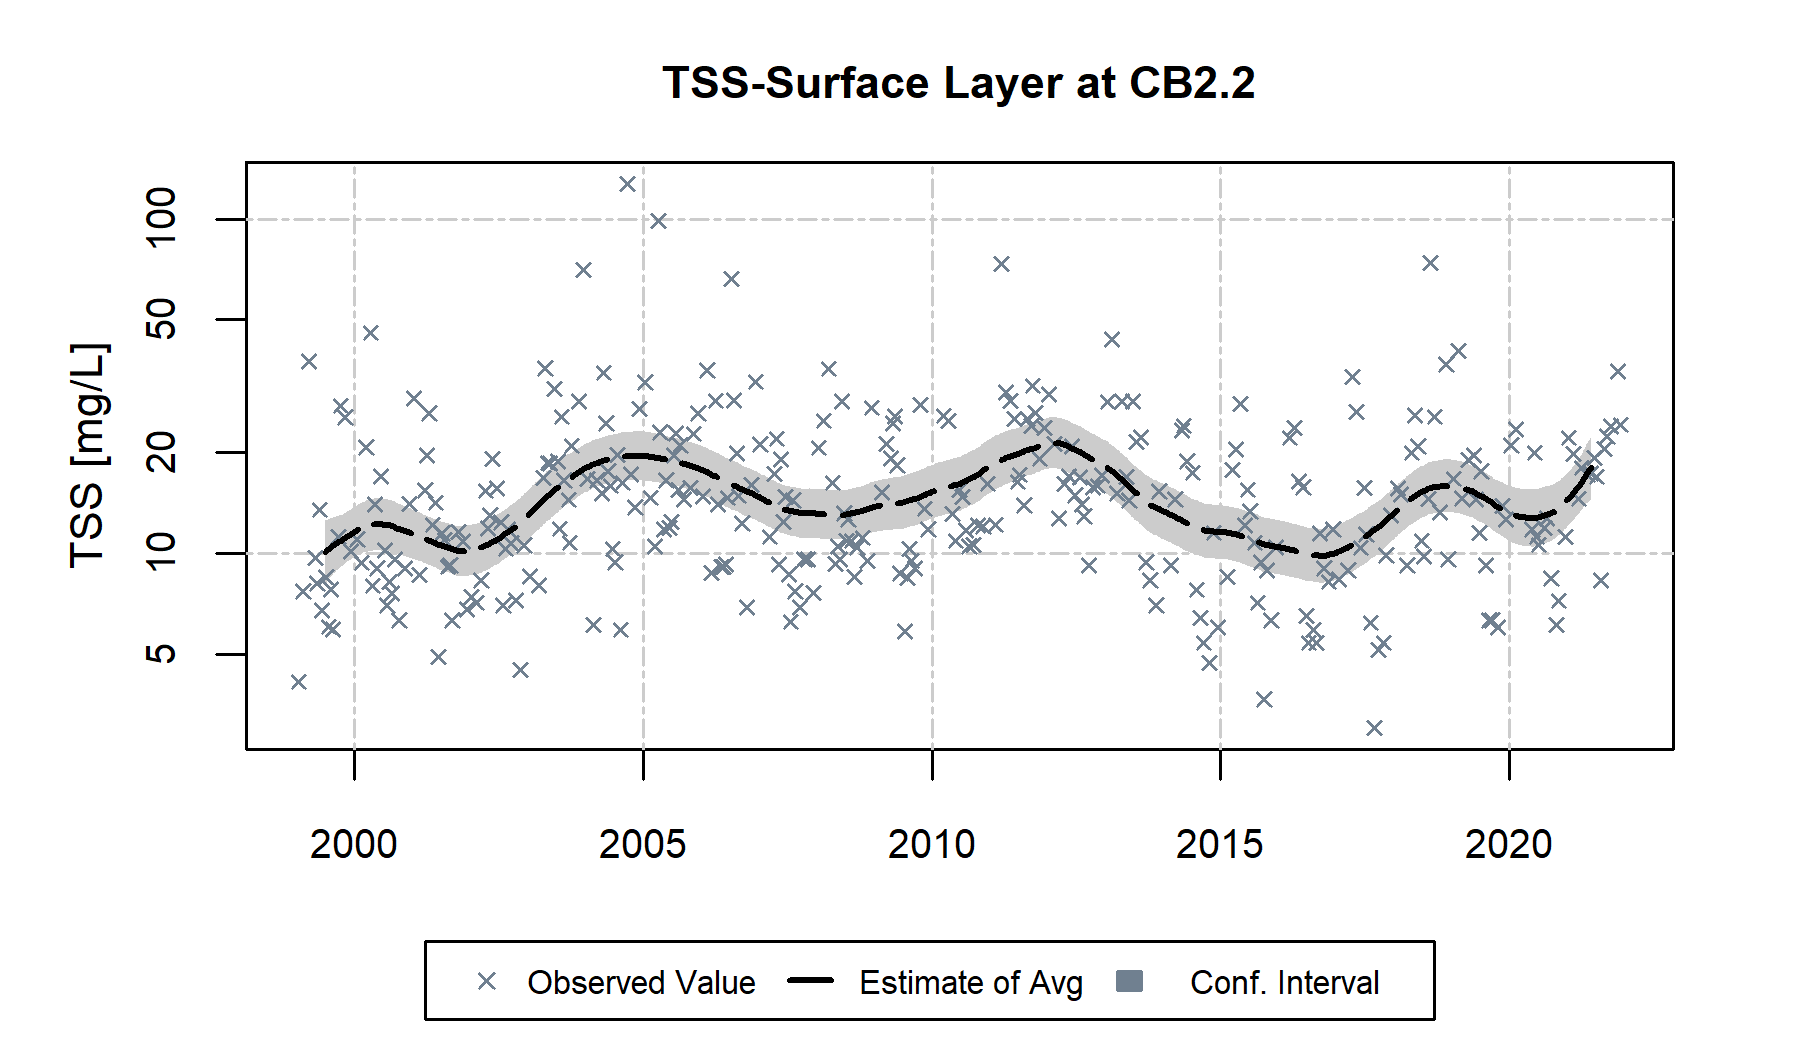 TSS-Surface Layer at CB2.2
TSS [mg/L]
100
50
20
10
5
2000 2005 2010 2015 2020
Observed Value Estimate of Avg Conf. Interval